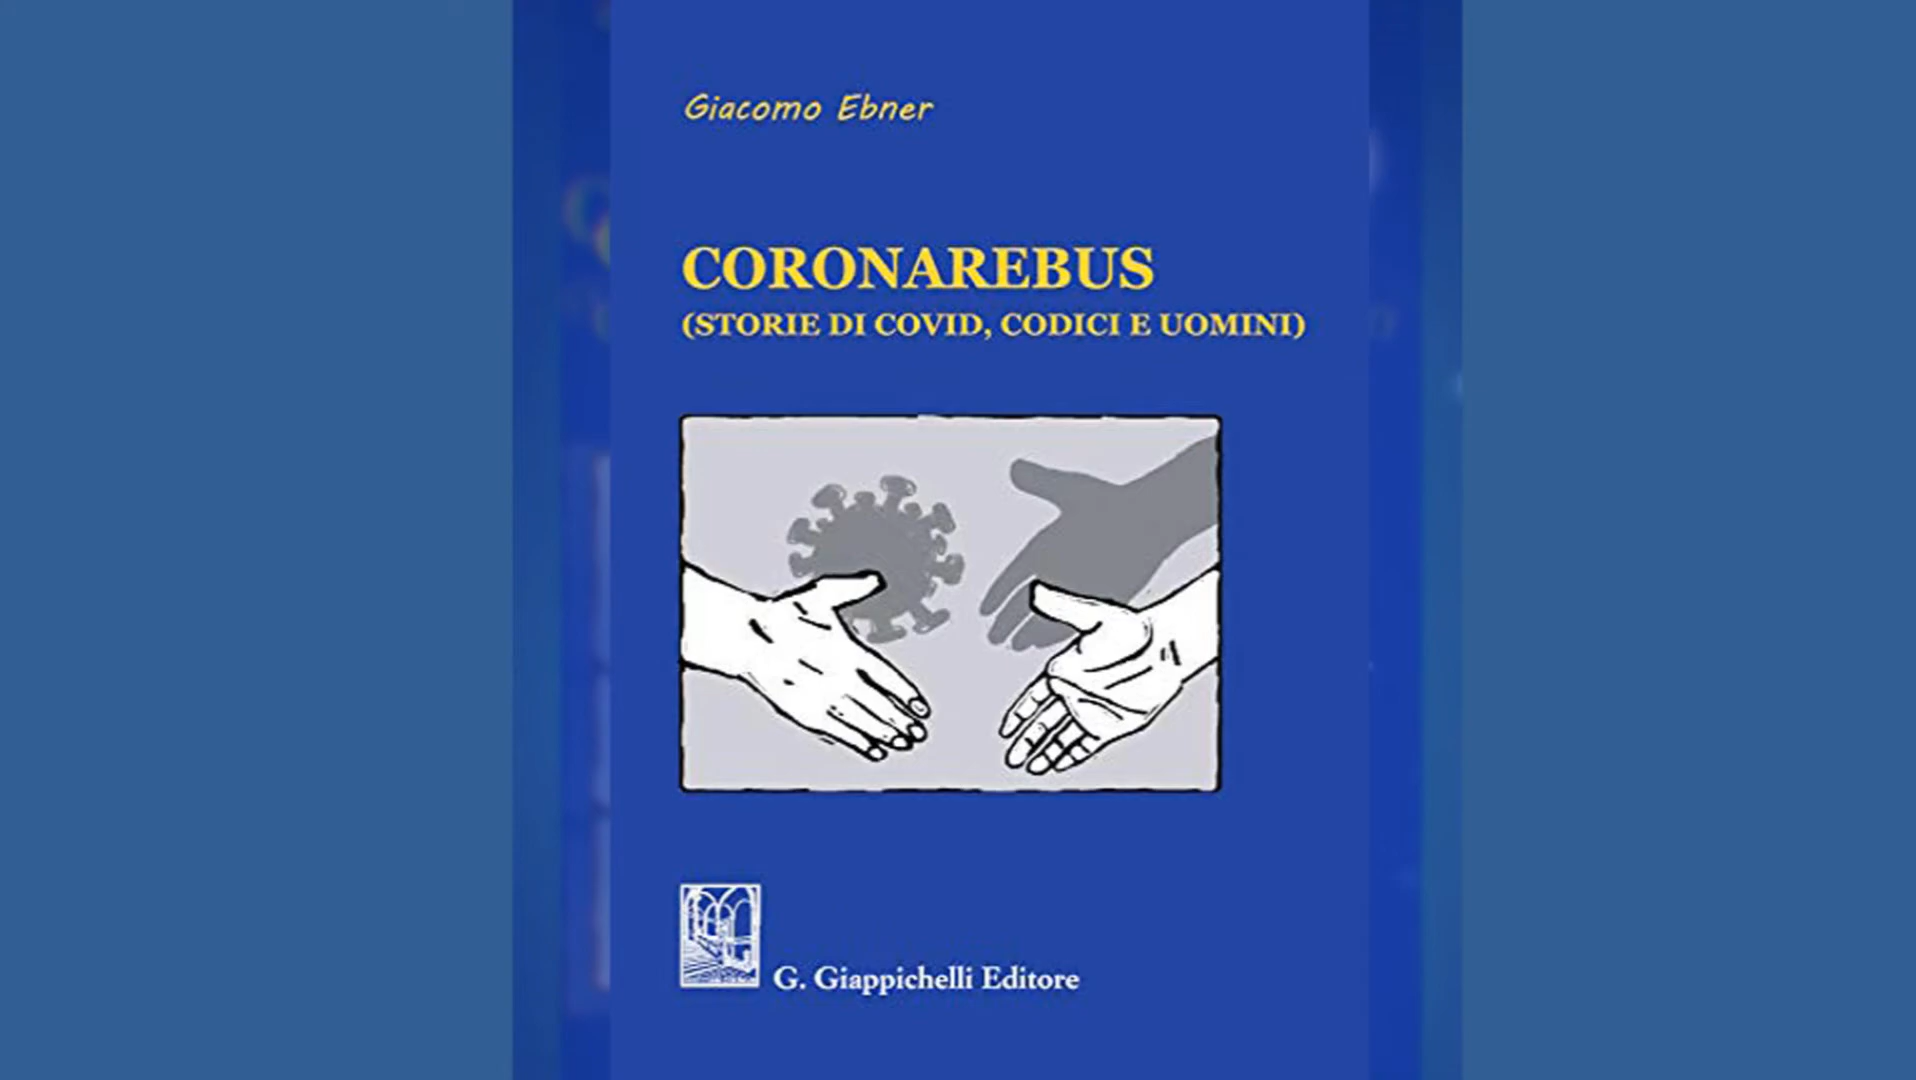 Giacomo Ebner
CORONAREBUS
(STORIE DI COVID, CODICI E UOMINI)
G. Giappichelli Editore